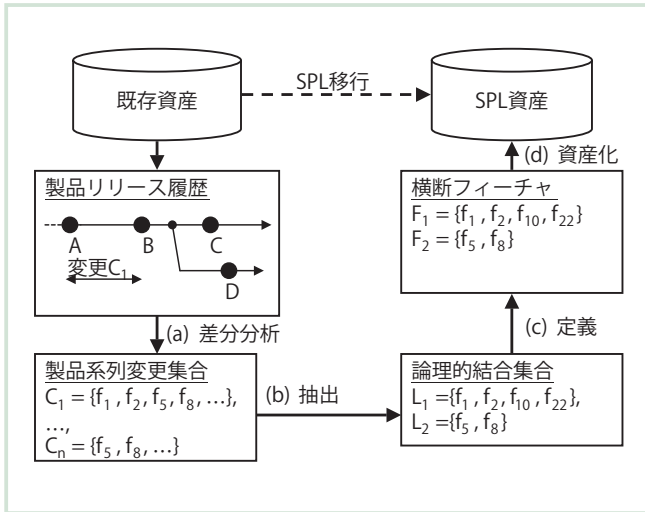 既存資産
SPL移行
SPL資産
(d) 資産化
製品リリース履歴
A
B
C
変更C₁
D
横断フィーチャ
F₁ = {f₁ , f₂, f₁₀, f₂₂}
F₂ = {f₅ , f₈}
(a) 差分分析
(c) 定義
製品系列変更集合
C₁ = {f₁ , f₂, f₅, f₈, …},
…,
Cₙ = {f₅ , f₈, …}
(b) 抽出
論理的結合集合
L₁ ={f₁ , f₂, f₁₀, f₂₂},
L₂ ={f₅ , f₈}